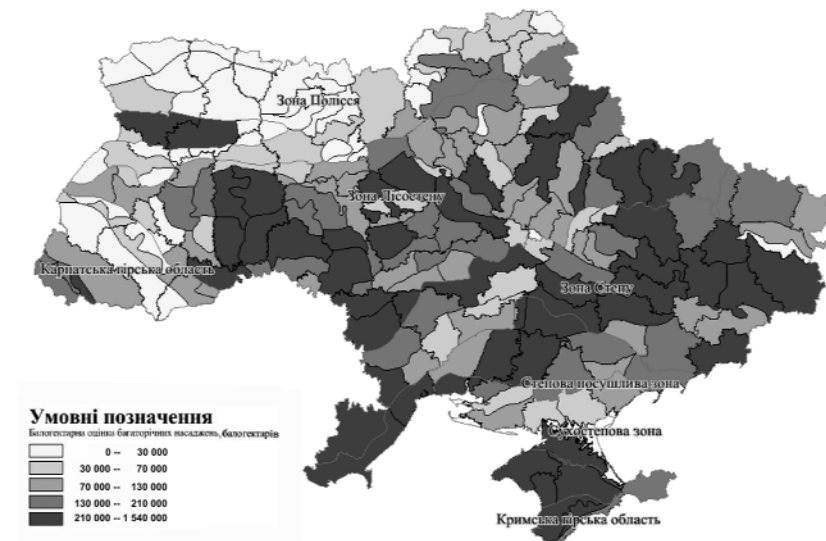 Зона Полісся
Зона Лісостепу
Карпатська гірська область
Зона Степу
Степова посушлива зона
Сухостепова зона
Кримська гірська область
Умовні позначення
Балогектарна оцінка багаторічних насаджень, балогектарів
0 -- 30 000
30 000 -- 70 000
70 000 -- 130 000
130 000 -- 210 000
210 000 -- 1 540 000